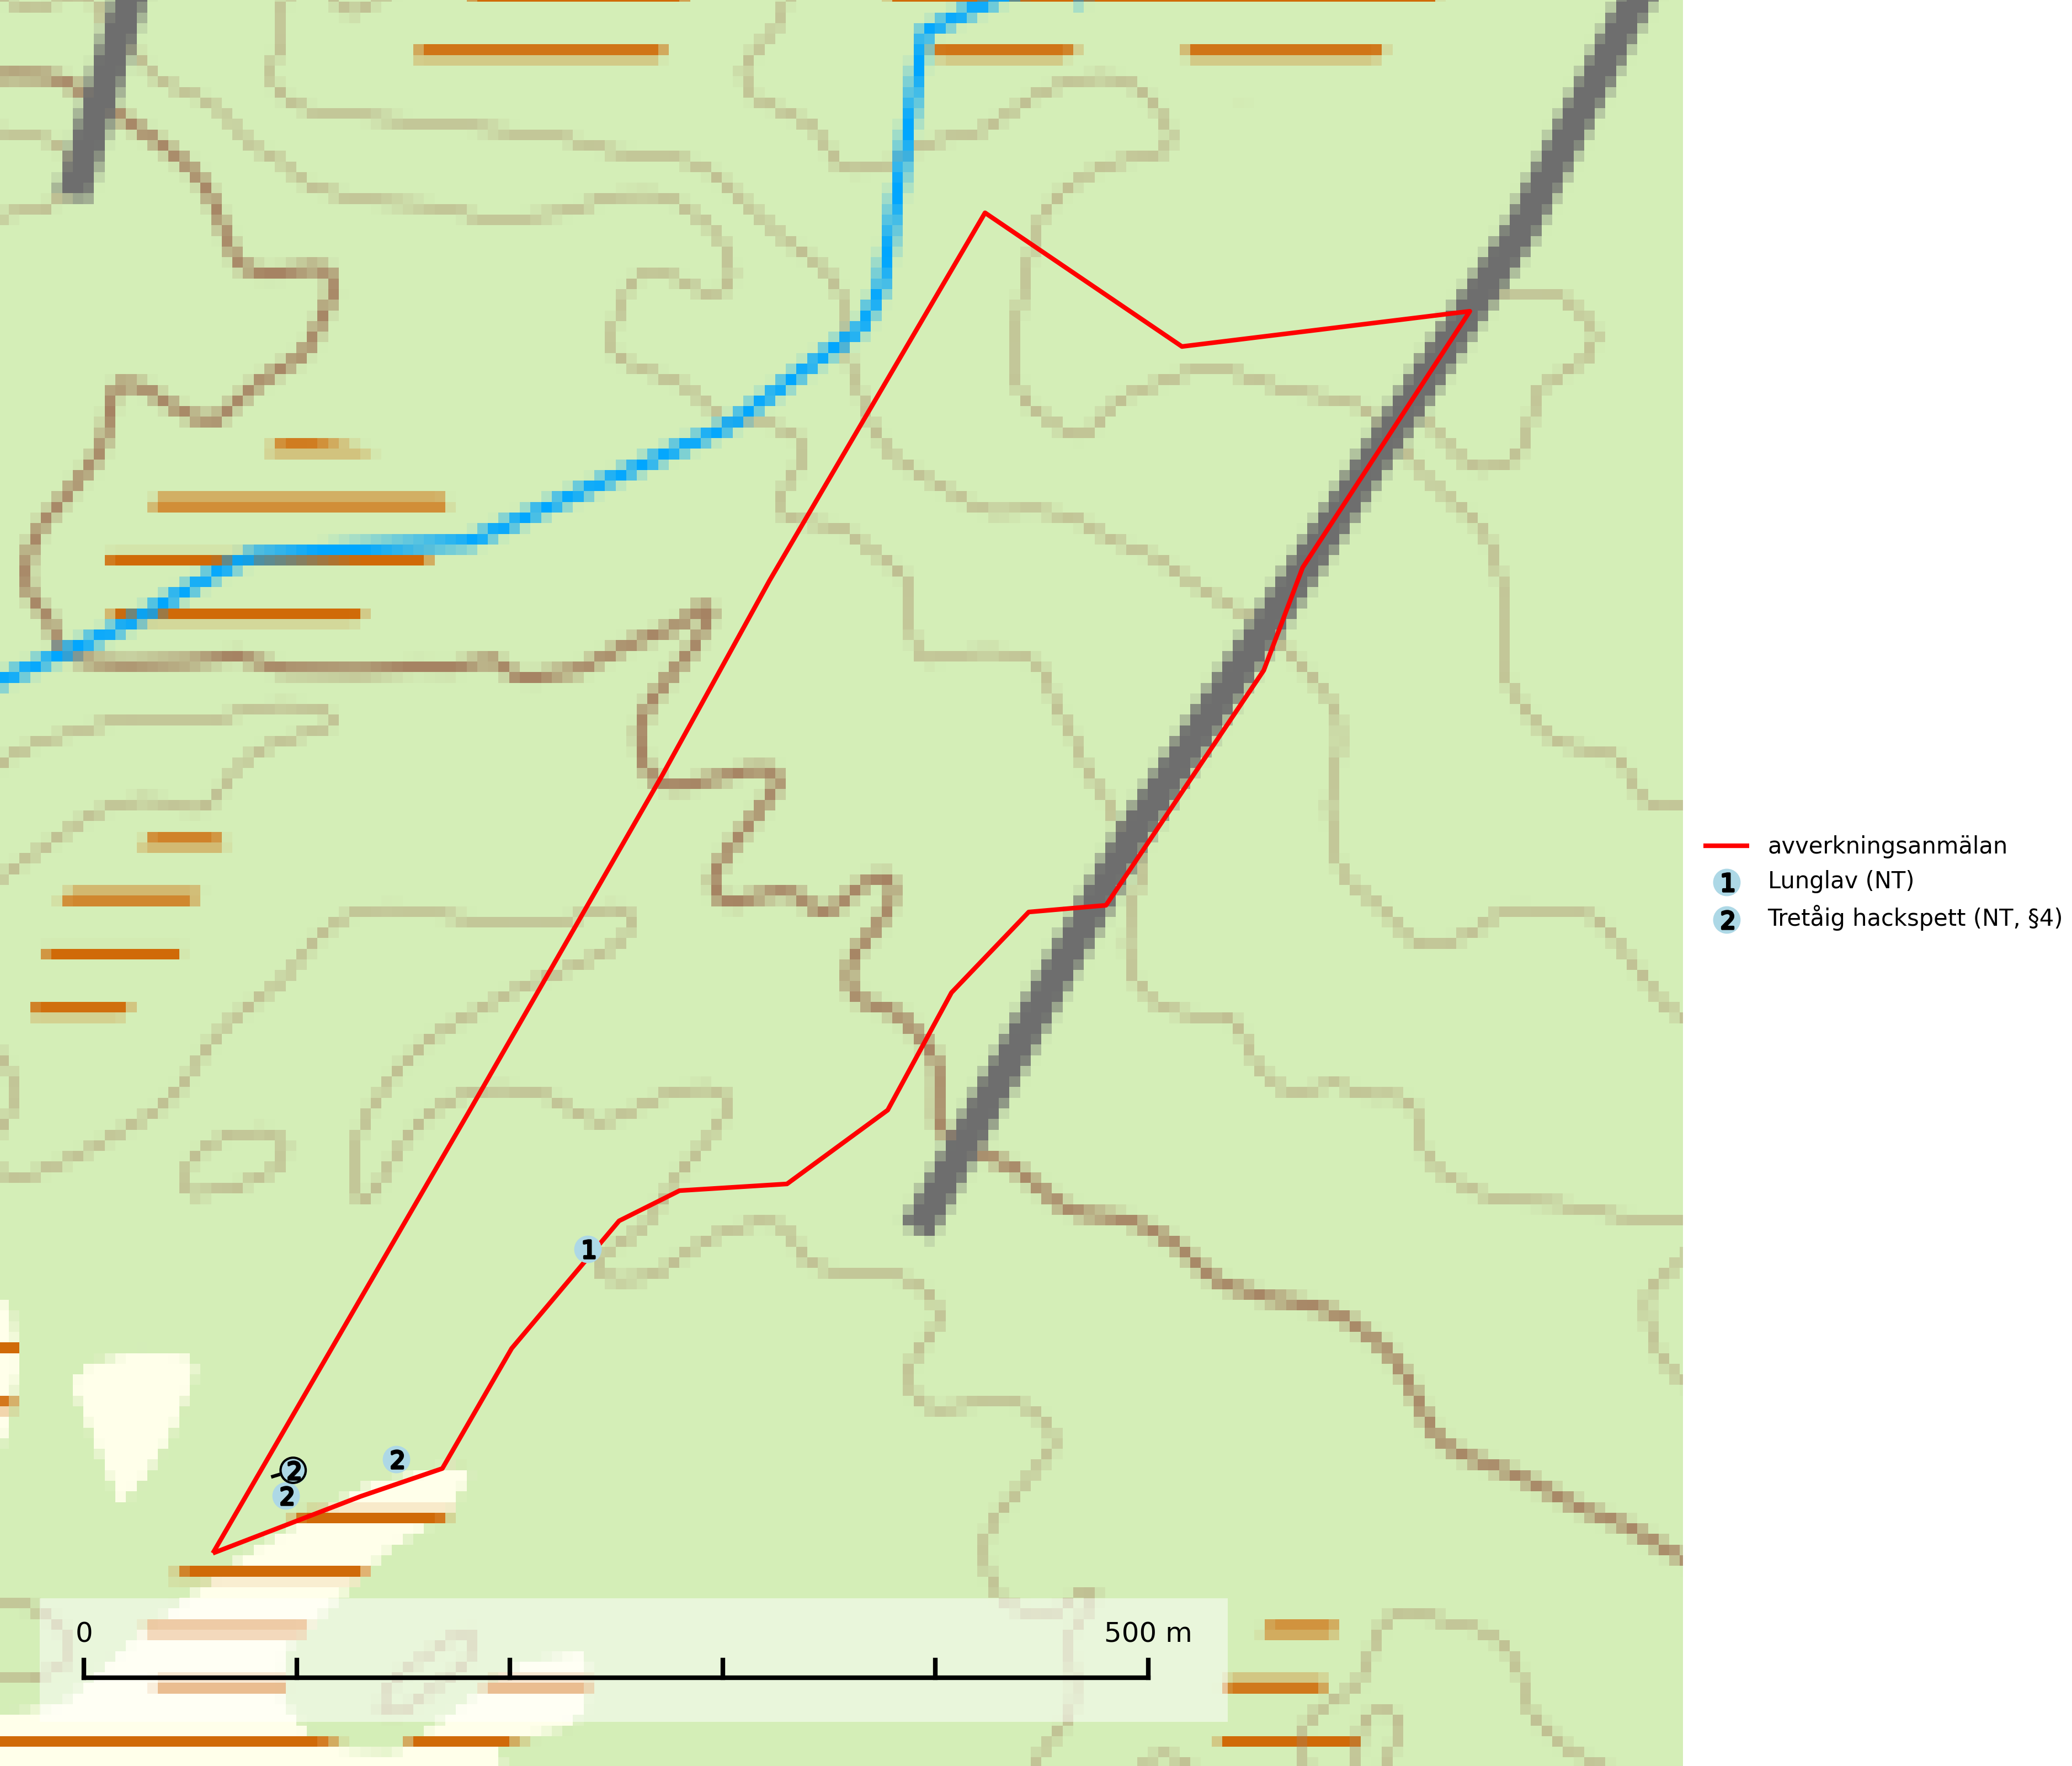 avverkningsanmälan
1 Lunglav (NT)
2 Tretåig hackspett (NT, §4)
1
2
2
2
0 500 m